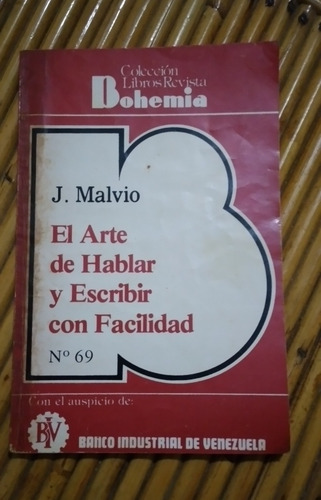 Colección
Libros Revista
Bohemia
J. Malvio
El Arte
de Hablar
y Escribir
con Facilidad
Nº 69
Con el auspicio de:
BIV
BANCO INDUSTRIAL DE VENEZUELA